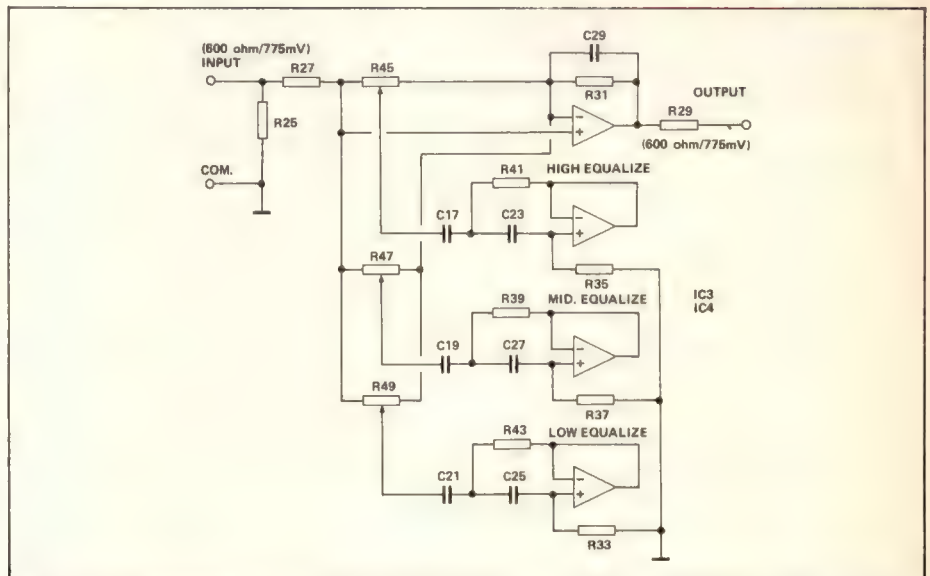 C29
(600 ohm/775mV)
INPUT
R27
R45
R31
OUTPUT
R25
R29
(600 ohm/775mV)
COM.
R41
HIGH EQUALIZE
C17
C23
R47
R35
IC3
IC4
R39
MID. EQUALIZE
C19
C27
R49
R37
R43
LOW EQUALIZE
C21
C25
R33